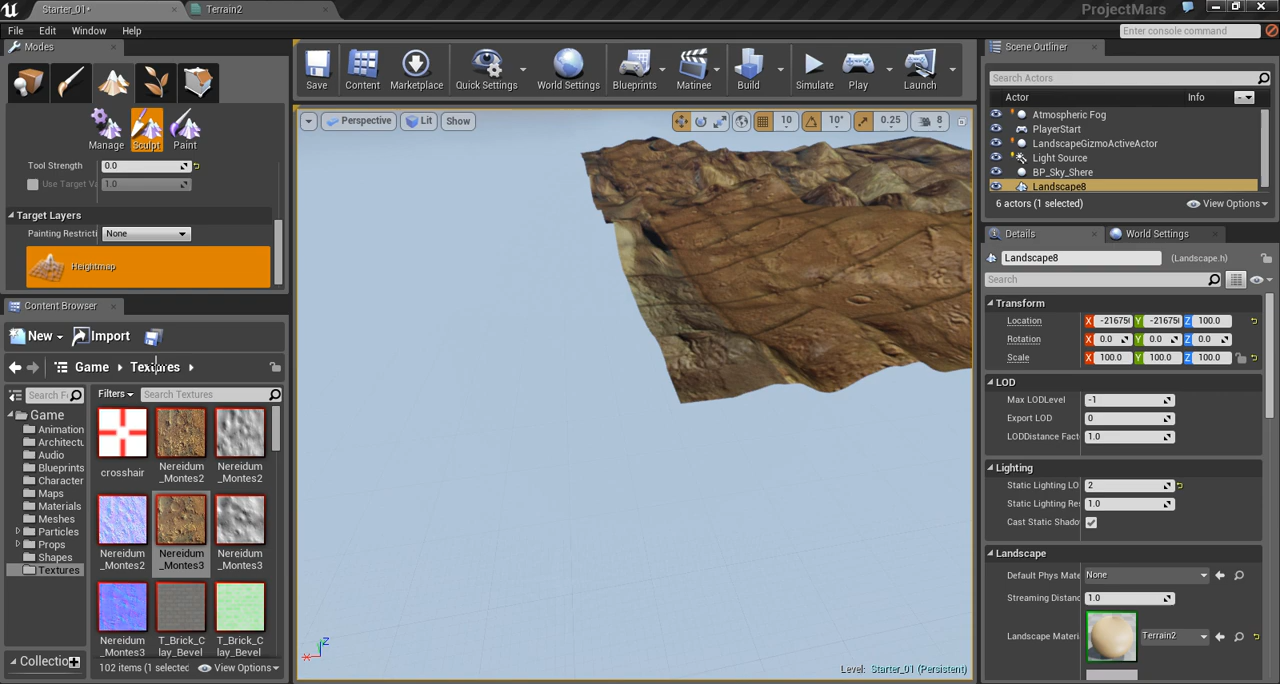 Starter_01*
Terrain2
ProjectMars
File Edit Window Help
Enter console command
Modes
Manage Sculpt Paint
Tool Strength 0.0
Use Target Va 1.0
Target Layers
Painting Restricti None
Heightmap
Content Browser
New Import
Game Textures
Search F
Filters Search Textures
Game
Animation
Architectu
Audio
Blueprints
Character
Maps
Materials
Meshes
Particles
Props
Shapes
Textures
Collectio
crosshair
Nereidum
_Montes2
Nereidum
_Montes2
Nereidum
_Montes2
Nereidum
_Montes3
Nereidum
_Montes3
Nereidum
_Montes3
T_Brick_C
lay_Bevel
T_Brick_C
lay_Bevel
102 items (1 selectec View Options
Save Content Marketplace Quick Settings World Settings Blueprints Matinee Build Simulate Play Launch
Perspective Lit Show
10 10° 0.25 8
Z
X
Level: Starter_01 (Persistent)
Scene Outliner
Search Actors
Actor Info
Atmospheric Fog
PlayerStart
LandscapeGizmoActiveActor
Light Source
BP_Sky_Shere
Landscape8
6 actors (1 selected) View Options
Details World Settings
Landscape8 (Landscape.h)
Search
Transform
Location X -21675( Y -21675( Z 100.0
Rotation X 0.0 Y 0.0 Z 0.0
Scale X 100.0 Y 100.0 Z 100.0
LOD
Max LODLevel -1
Export LOD 0
LODDistance Fact 1.0
Lighting
Static Lighting LO 2
Static Lighting Re 1.0
Cast Static Shado
Landscape
Default Phys Mate None
Streaming Distanc 1.0
Landscape Materi Terrain2